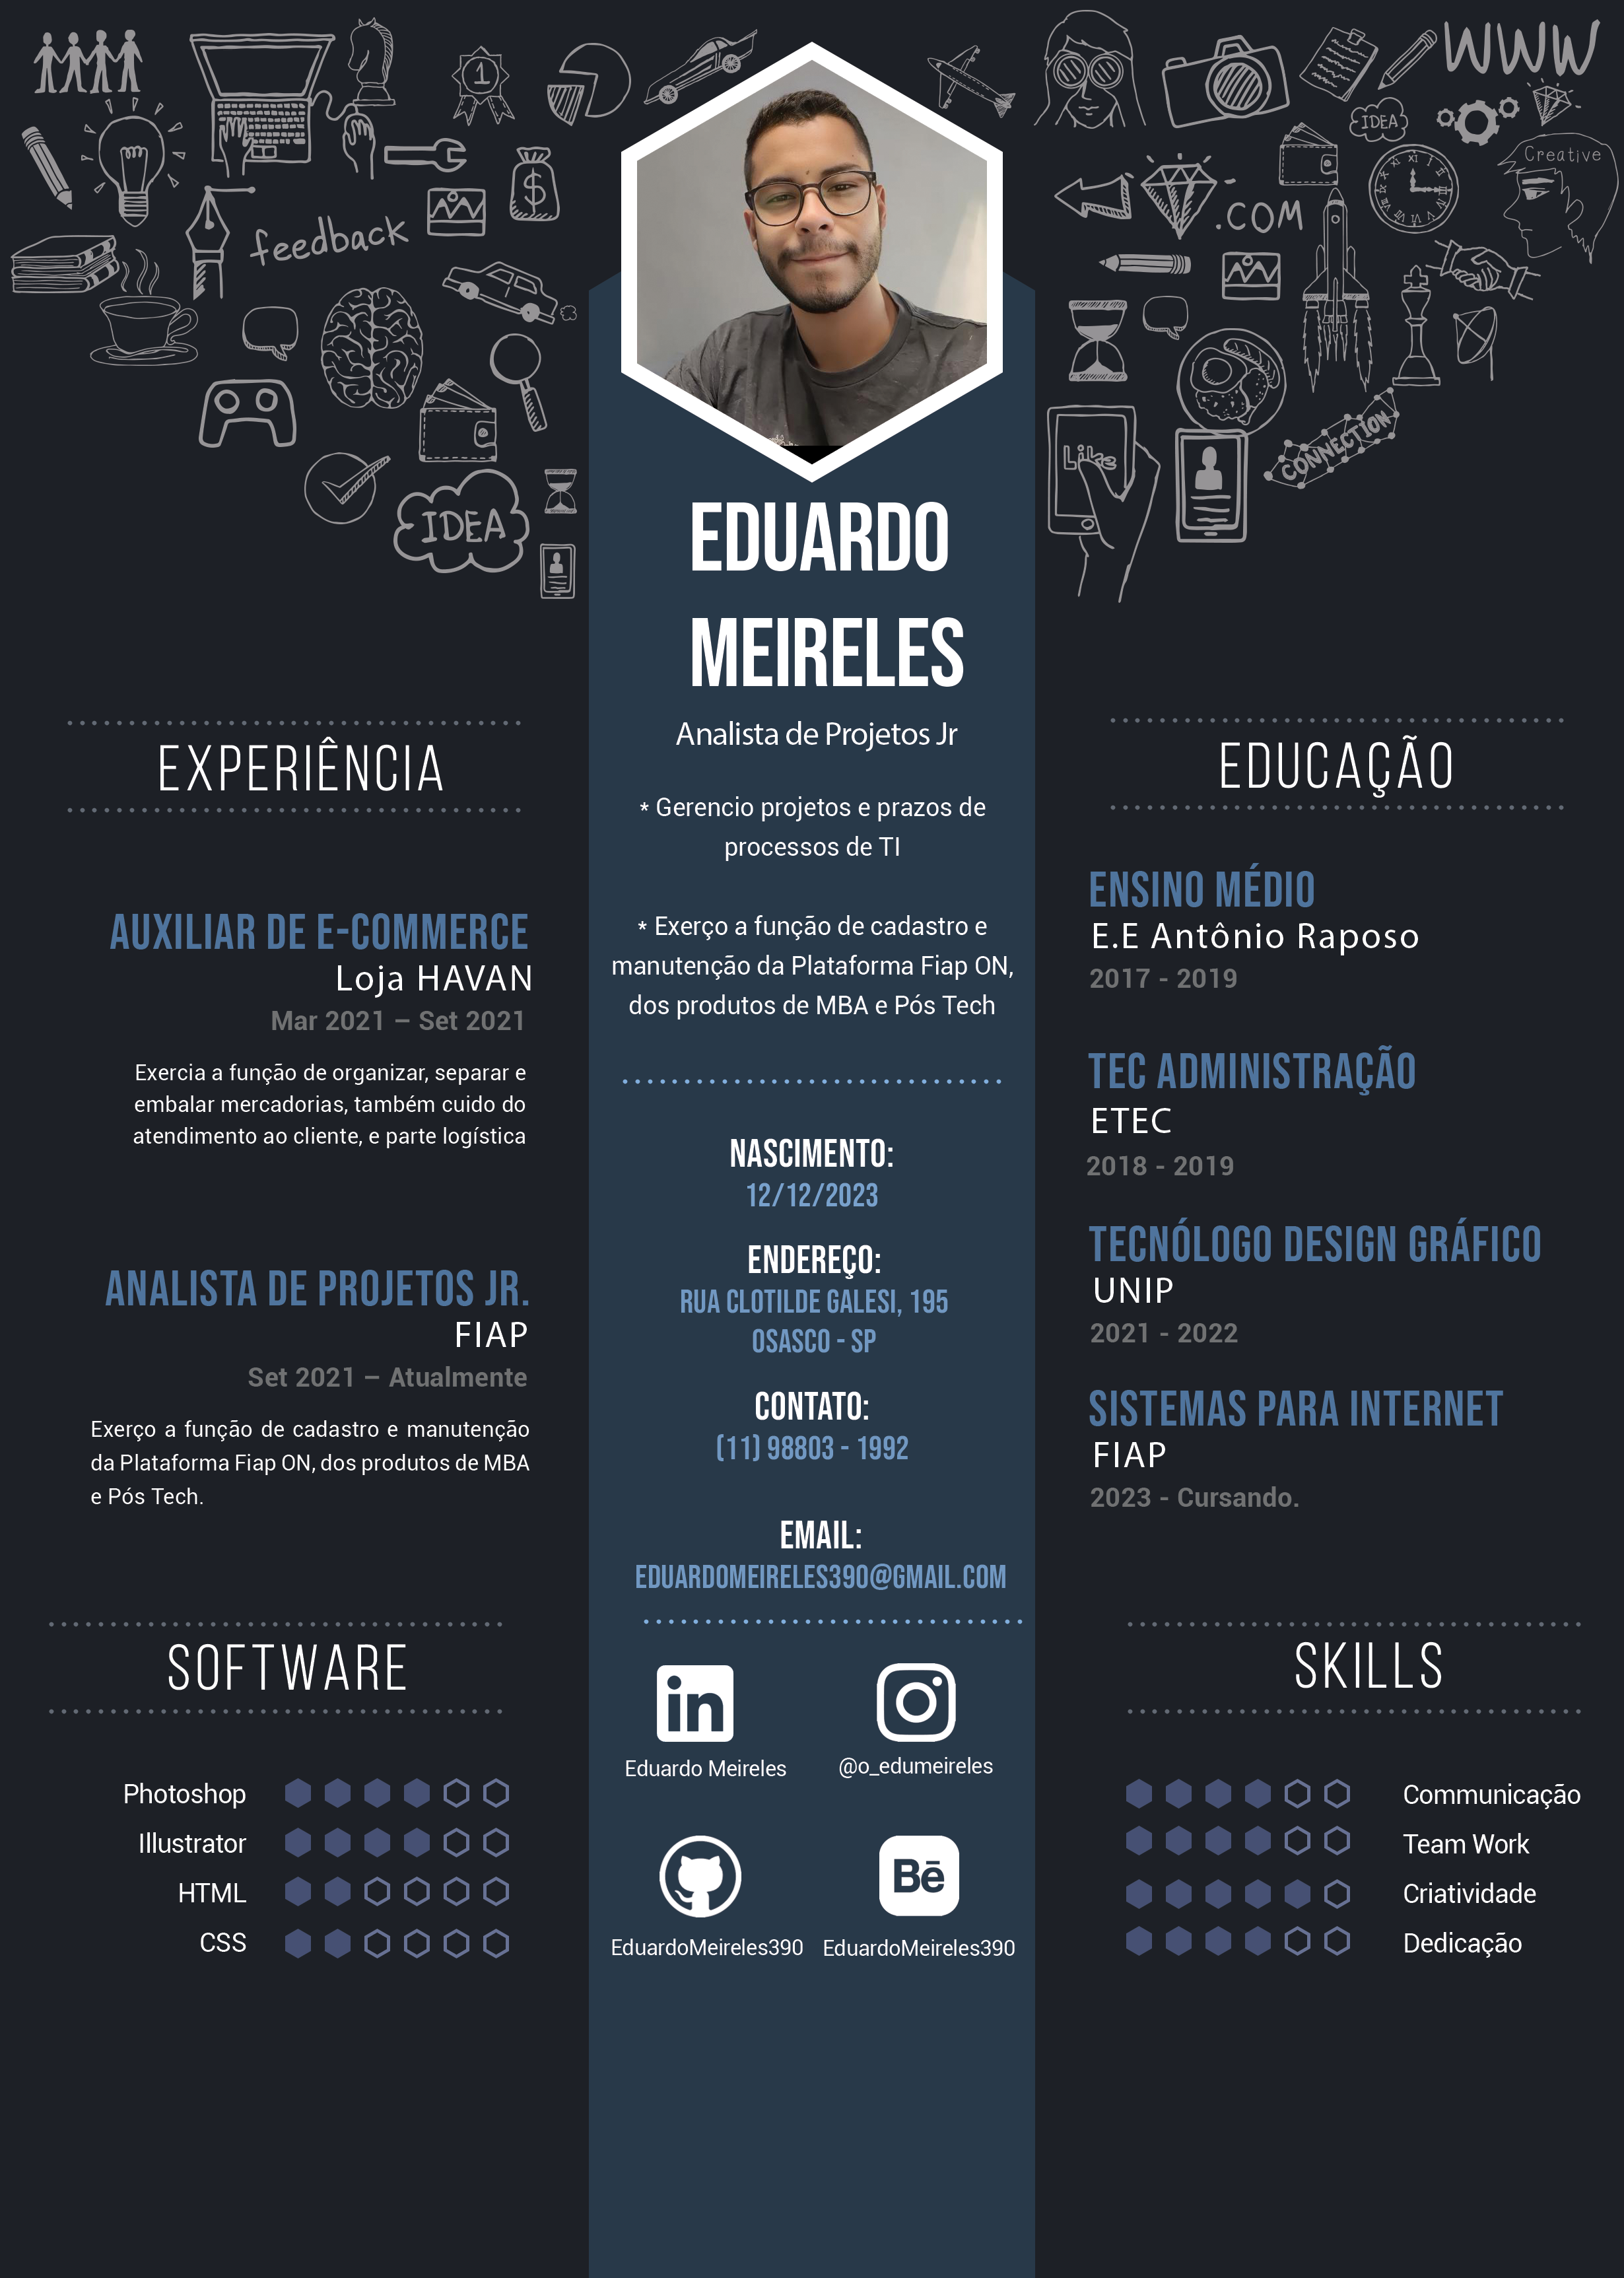 WWW
1
IDEA
Creative
feedback
.COM
Like
CONNECTION
IDEA
EDUARDO
MEIRELES
Analista de Projetos Jr
* Gerencio projetos e prazos de
processos de TI
* Exerço a função de cadastro e
manutenção da Plataforma Fiap ON,
dos produtos de MBA e Pós Tech
NASCIMENTO:
12/12/2023
ENDEREÇO:
RUA CLOTILDE GALESI, 195
OSASCO - SP
CONTATO:
(11) 98803 - 1992
EMAIL:
EDUARDOMEIRELES390@GMAIL.COM
in
Eduardo Meireles
@o_edumeireles
Bē
EduardoMeireles390
EduardoMeireles390
EXPERIÊNCIA
AUXILIAR DE E-COMMERCE
Loja HAVAN
Mar 2021 – Set 2021
Exercia a função de organizar, separar e
embalar mercadorias, também cuido do
atendimento ao cliente, e parte logística
ANALISTA DE PROJETOS JR.
FIAP
Set 2021 – Atualmente
Exerço a função de cadastro e manutenção
da Plataforma Fiap ON, dos produtos de MBA
e Pós Tech.
SOFTWARE
Photoshop
Illustrator
HTML
CSS
EDUCAÇÃO
ENSINO MÉDIO
E.E Antônio Raposo
2017 - 2019
TEC ADMINISTRAÇÃO
ETEC
2018 - 2019
TECNÓLOGO DESIGN GRÁFICO
UNIP
2021 - 2022
SISTEMAS PARA INTERNET
FIAP
2023 - Cursando.
SKILLS
Communicação
Team Work
Criatividade
Dedicação